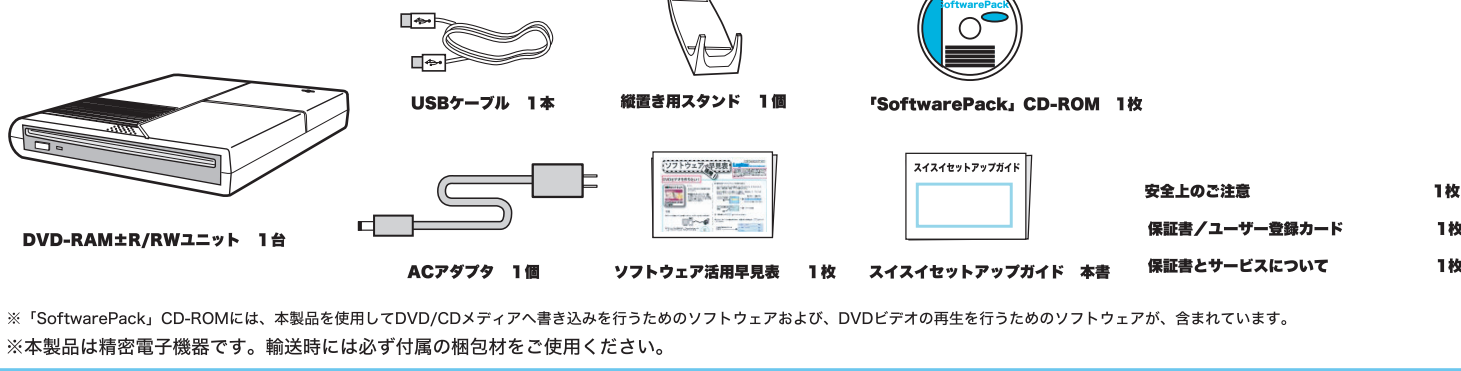 SoftwarePack
USBケーブル 1本
縦置き用スタンド 1個
「SoftwarePack」CD-ROM 1枚
DVD-RAM±R/RWユニット 1台
ACアダプタ 1個
ソフトウェア活用早見表 1枚
スイスイセットアップガイド
スイスイセットアップガイド 本書
安全上のご注意 1枚
保証書／ユーザー登録カード 1枚
保証書とサービスについて 1枚
※「SoftwarePack」CD-ROMには、本製品を使用してDVD/CDメディアへ書き込みを行うためのソフトウェアおよび、DVDビデオの再生を行うためのソフトウェアが、含まれています。
※本製品は精密電子機器です。輸送時には必ず付属の梱包材をご使用ください。